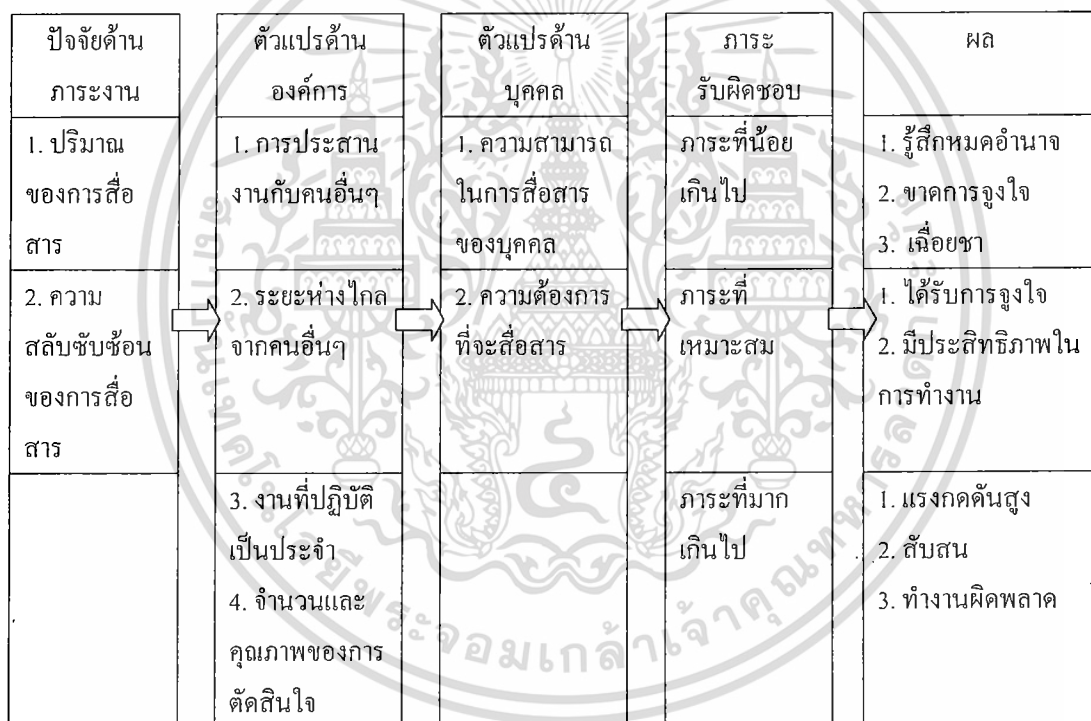 ปัจจัยด้าน
ภาระงาน
1. ปริมาณ
ของการสื่อ
สาร
2. ความ
สลับซับซ้อน
ของการสื่อ
สาร
ตัวแปรด้าน
องค์การ
1. การประสาน
งานกับคนอื่นๆ
2. ระยะห่างไกล
จากคนอื่นๆ
3. งานที่ปฏิบัติ
เป็นประจำ
4. จำนวนและ
คุณภาพของการ
ตัดสินใจ
ตัวแปรด้าน
บุคคล
1. ความสามารถ
ในการสื่อสาร
ของบุคคล
2. ความต้องการ
ที่จะสื่อสาร
ภาระ
รับผิดชอบ
ภาระที่น้อย
เกินไป
ภาระที่
เหมาะสม
ภาระที่มาก
เกินไป
ผล
1. รู้สึกหมดอำนาจ
2. ขาดการจูงใจ
3. เฉื่อยชา
1. ได้รับการจูงใจ
2. มีประสิทธิภาพใน
การทำงาน
1. แรงกดดันสูง
2. สับสน
3. ทำงานผิดพลาด